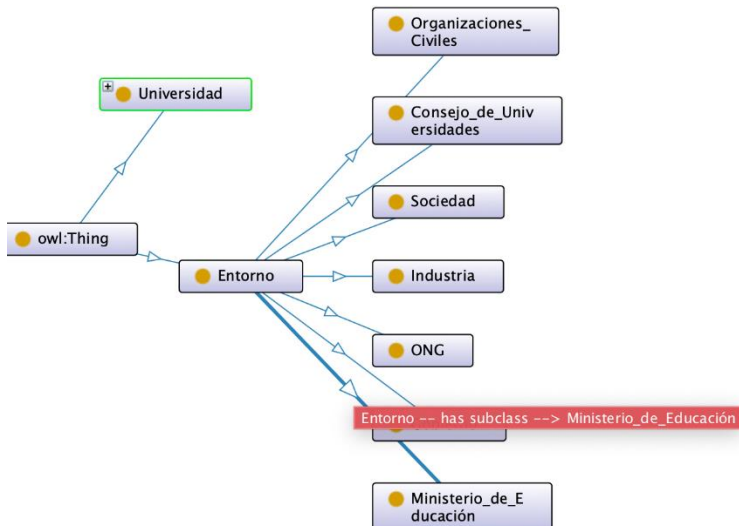 Organizaciones_
Civiles
Universidad
Consejo_de_Univ
ersidades
Sociedad
owl:Thing
Entorno
Industria
ONG
Entorno -- has subclass --> Ministerio_de_Educación
Ministerio_de_E
ducación